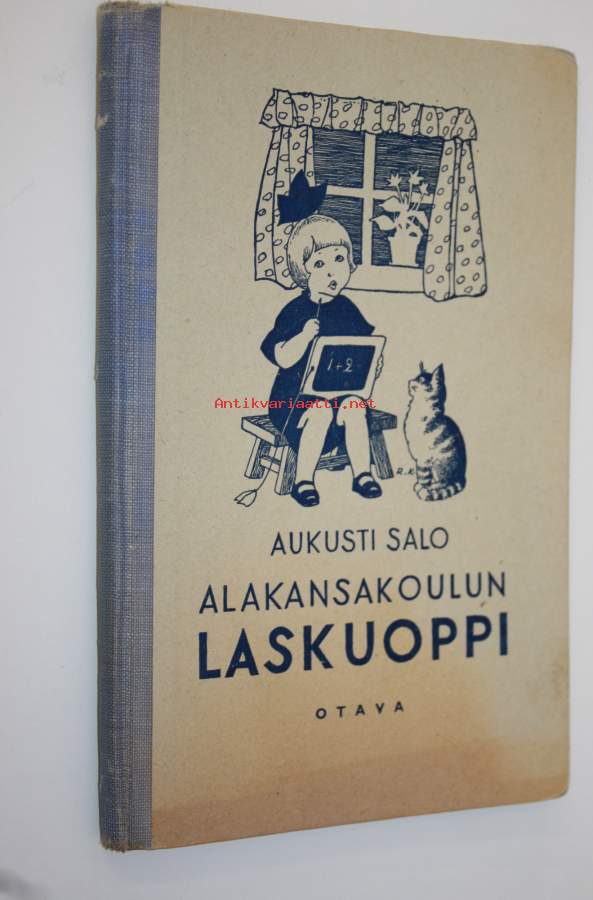 1+2
Antikvariaatti.net
R.K
AUKUSTI SALO
ALAKANSAKOULUN
LASKUOPPI
OTAVA